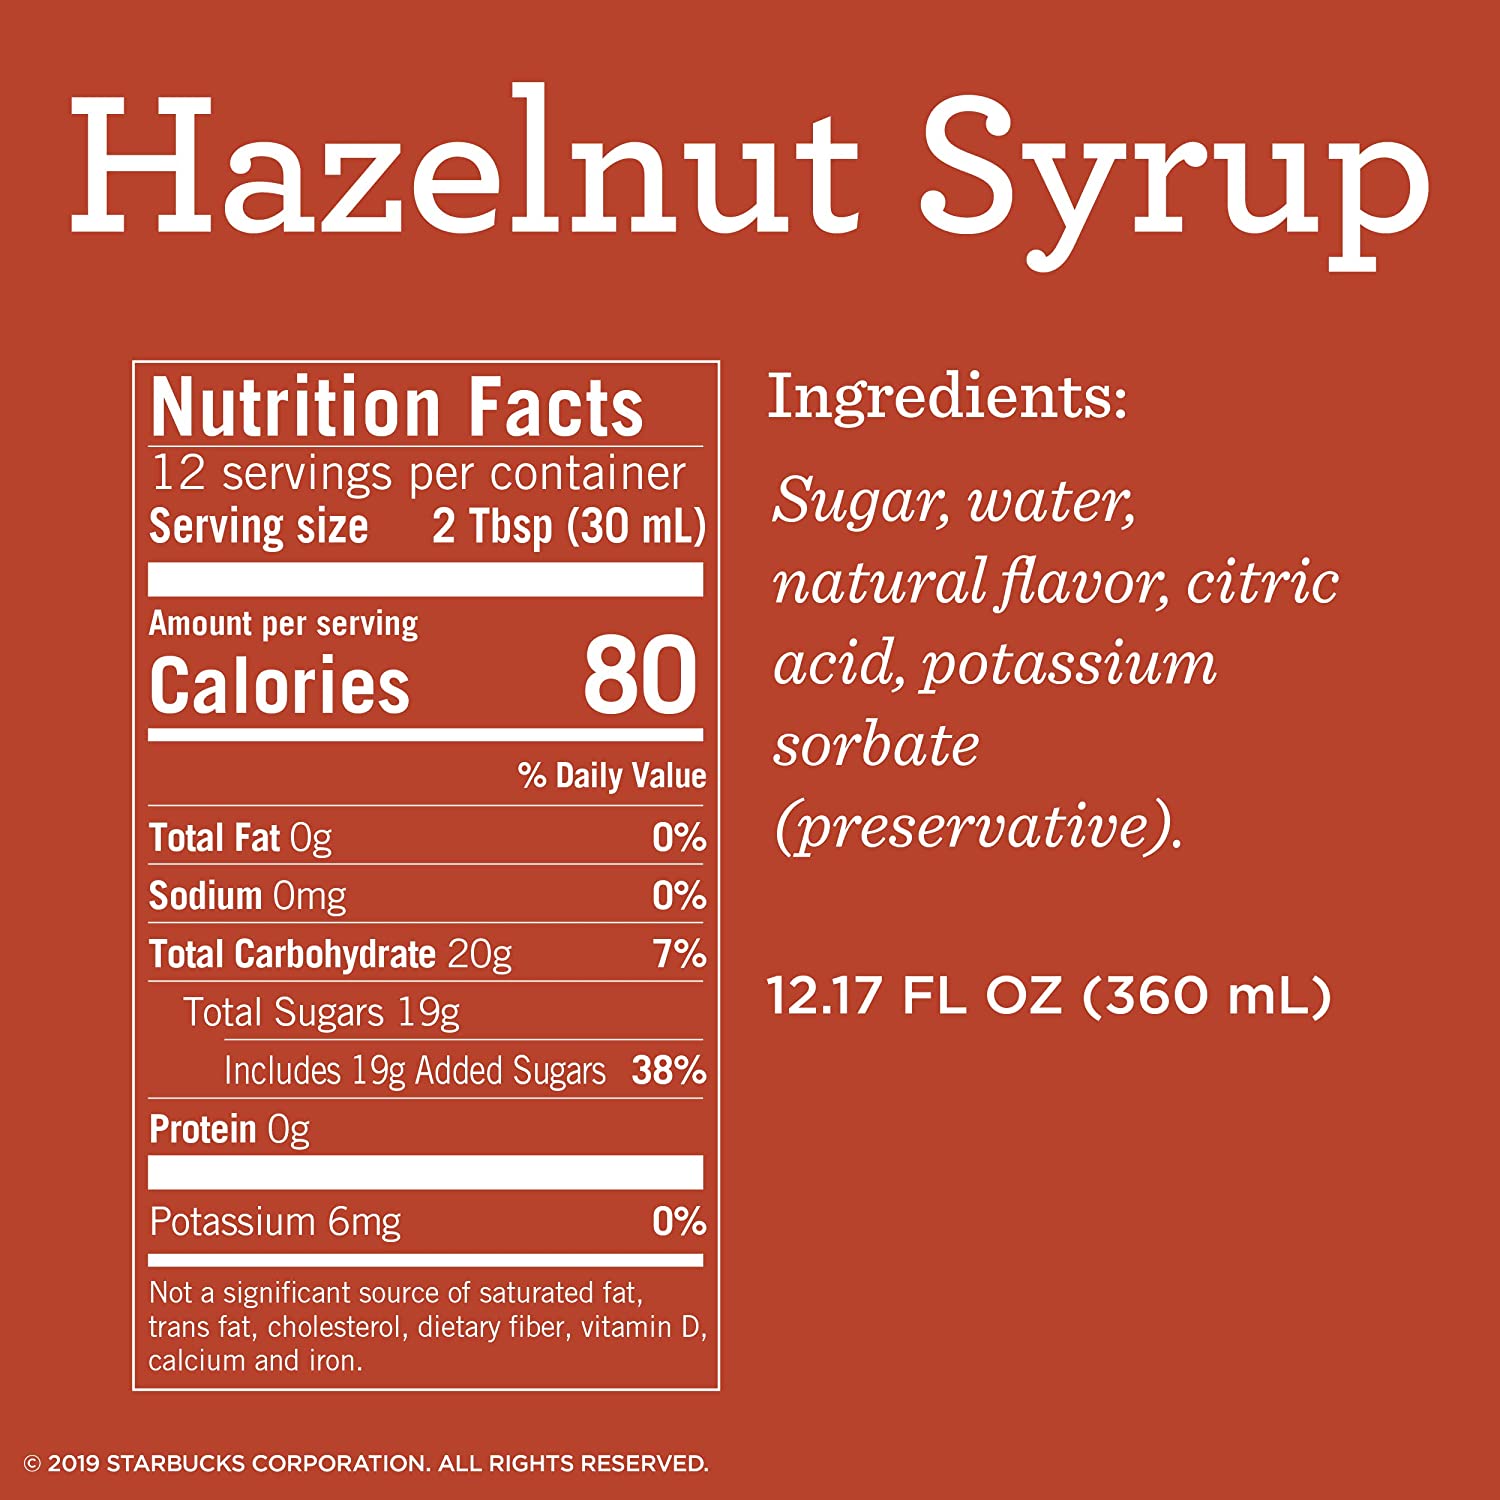 Hazelnut Syrup
Nutrition Facts
12 servings per container
Serving size 2 Tbsp (30 mL)
Amount per serving
Calories 80
% Daily Value
Total Fat 0g 0%
Sodium 0mg 0%
Total Carbohydrate 20g 7%
Total Sugars 19g
Includes 19g Added Sugars 38%
Protein 0g
Potassium 6mg 0%
Not a significant source of saturated fat,
trans fat, cholesterol, dietary fiber, vitamin D,
calcium and iron.
Ingredients:
Sugar, water,
natural flavor, citric
acid, potassium
sorbate
(preservative).
12.17 FL OZ (360 mL)
© 2019 STARBUCKS CORPORATION. ALL RIGHTS RESERVED.